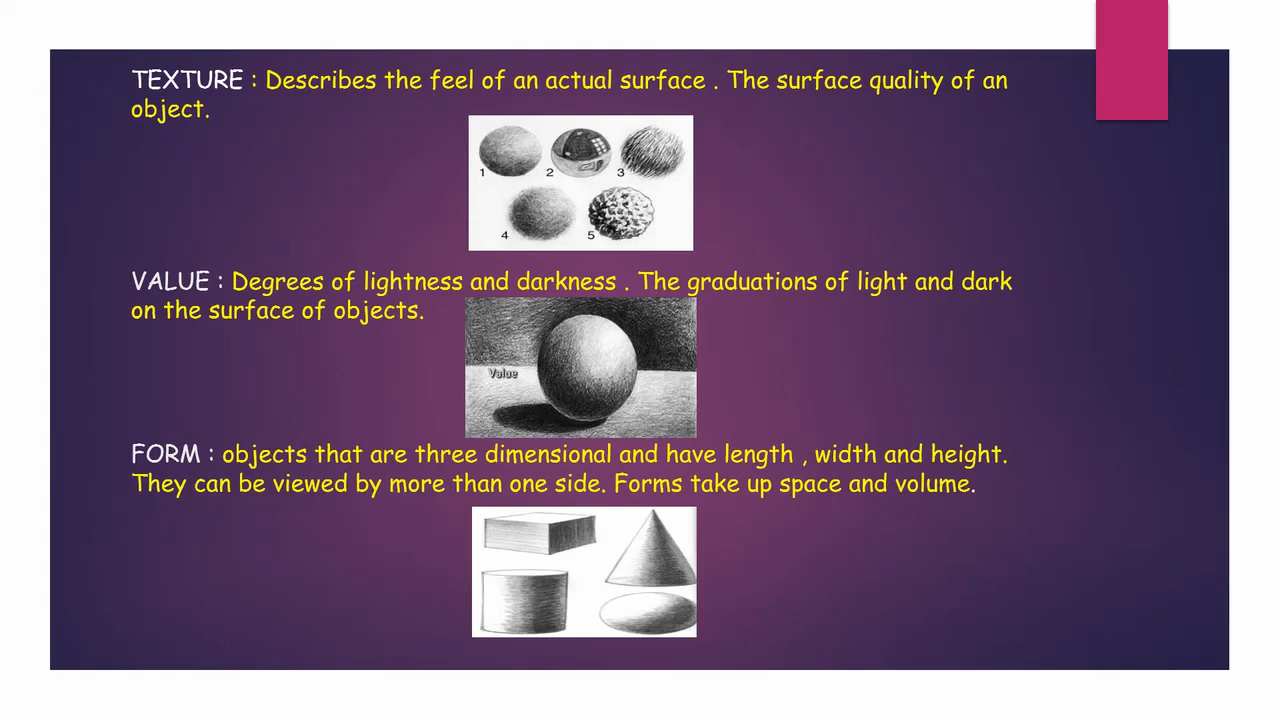 TEXTURE : Describes the feel of an actual surface . The surface quality of an
object.
1 2 3
4 5
VALUE : Degrees of lightness and darkness . The graduations of light and dark
on the surface of objects.
Value
FORM : objects that are three dimensional and have length , width and height.
They can be viewed by more than one side. Forms take up space and volume.